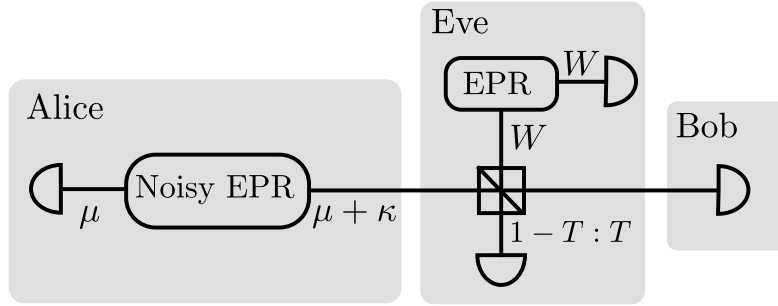 Eve
EPR
W
W
Alice
Bob
Noisy EPR
μ
μ + κ
1 − T : T